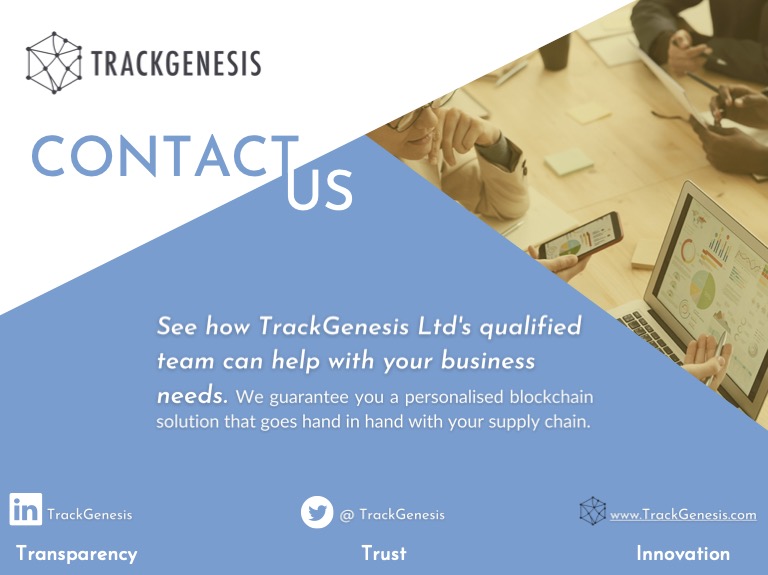 TRACKGENESIS
CONTACT
US
See how TrackGenesis Ltd's qualified
team can help with your business
needs. We guarantee you a personalised blockchain
solution that goes hand in hand with your supply chain.
in TrackGenesis
@ TrackGenesis
www.TrackGenesis.com
Transparency
Trust
Innovation